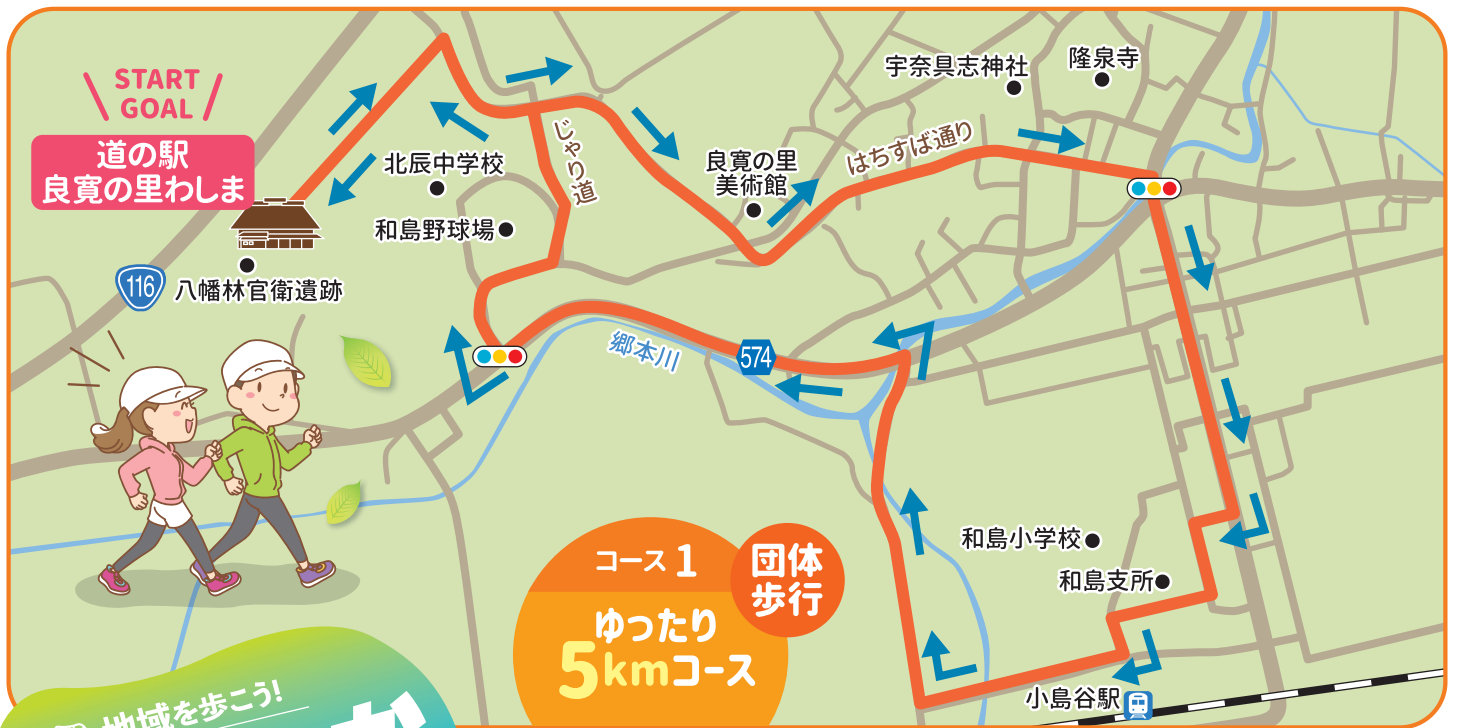 START
GOAL
道の駅
良寛の里わしま
八幡林官衛遺跡
116
北辰中学校
和島野球場
じゃり道
良寛の里
美術館
はちすば通り
宇奈具志神社
隆泉寺
郷本川
574
和島小学校
和島支所
小島谷駅
コース 1
団体
歩行
ゆったり
5kmコース
地域を歩こう!